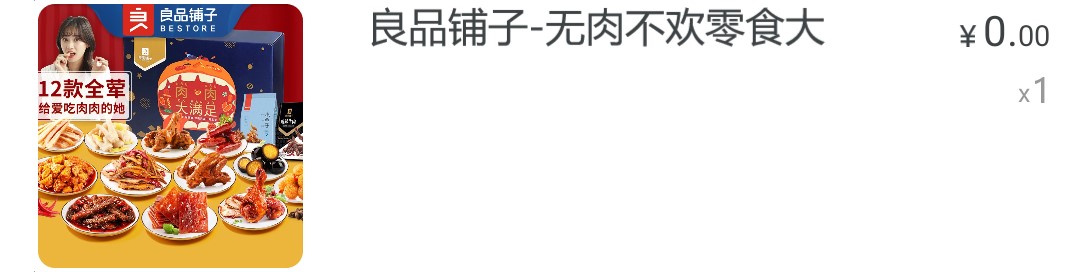 良品铺子
BESTORE
12款全荤
给爱吃肉肉的她
肉肉
大满足
良品铺子-无肉不欢零食大
¥0.00
x1